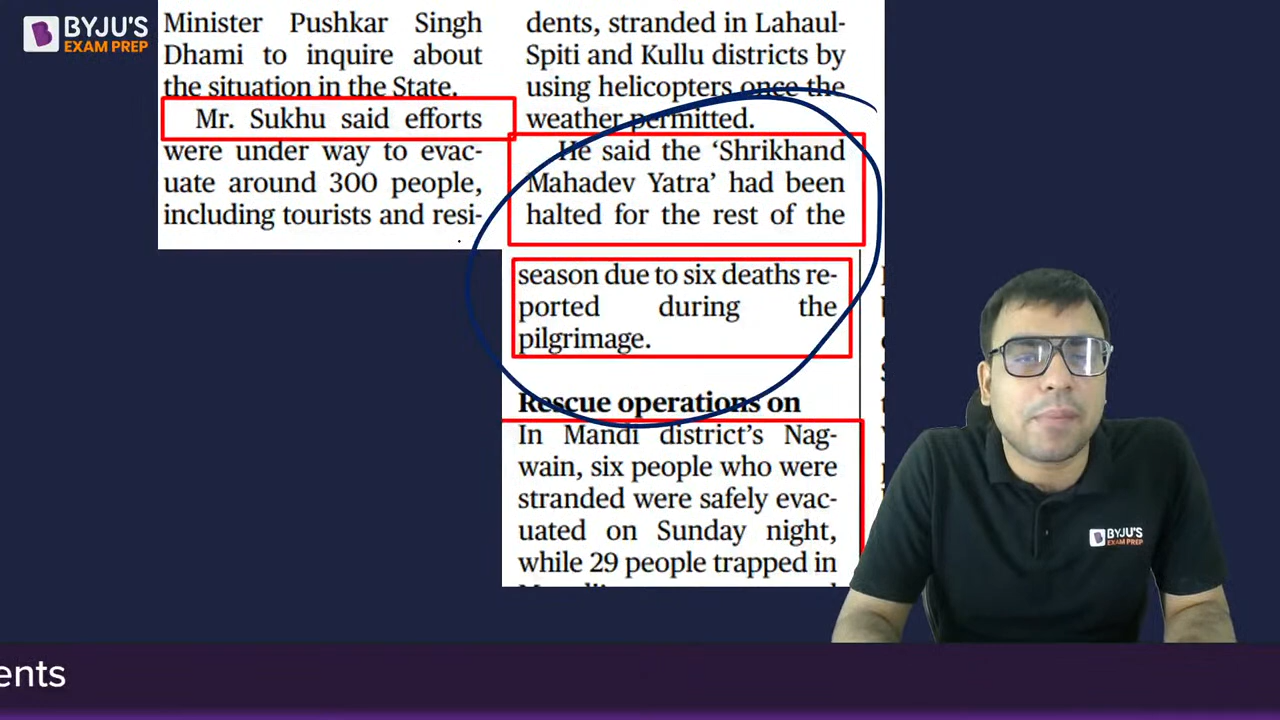 BYJU'S
EXAM PREP
Minister Pushkar Singh
Dhami to inquire about
the situation in the State.
Mr. Sukhu said efforts
were under way to evac-
uate around 300 people,
including tourists and resi-
dents, stranded in Lahaul-
Spiti and Kullu districts by
using helicopters once the
weather permitted.
He said the ‘Shrikhand
Mahadev Yatra’ had been
halted for the rest of the
season due to six deaths re-
ported during the
pilgrimage.
Rescue operations on
In Mandi district’s Nag-
wain, six people who were
stranded were safely evac-
uated on Sunday night,
while 29 people trapped in
BYJU'S
EXAM PREP
ents